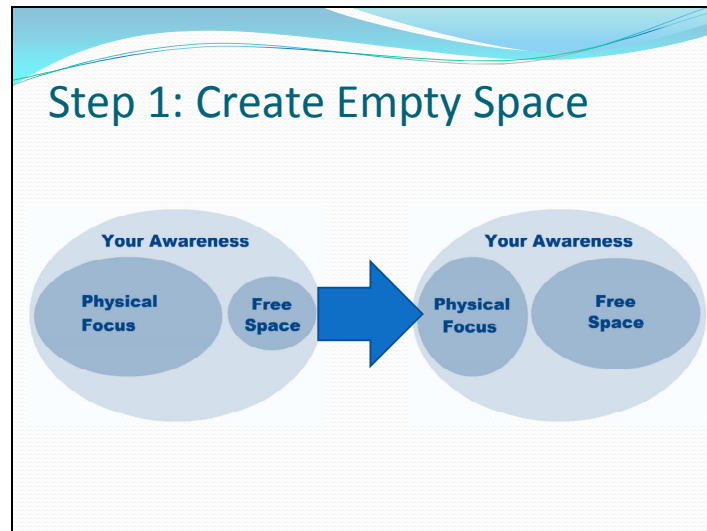 Step 1: Create Empty Space
Your Awareness
Physical
Focus
Free
Space
Your Awareness
Physical
Focus
Free
Space